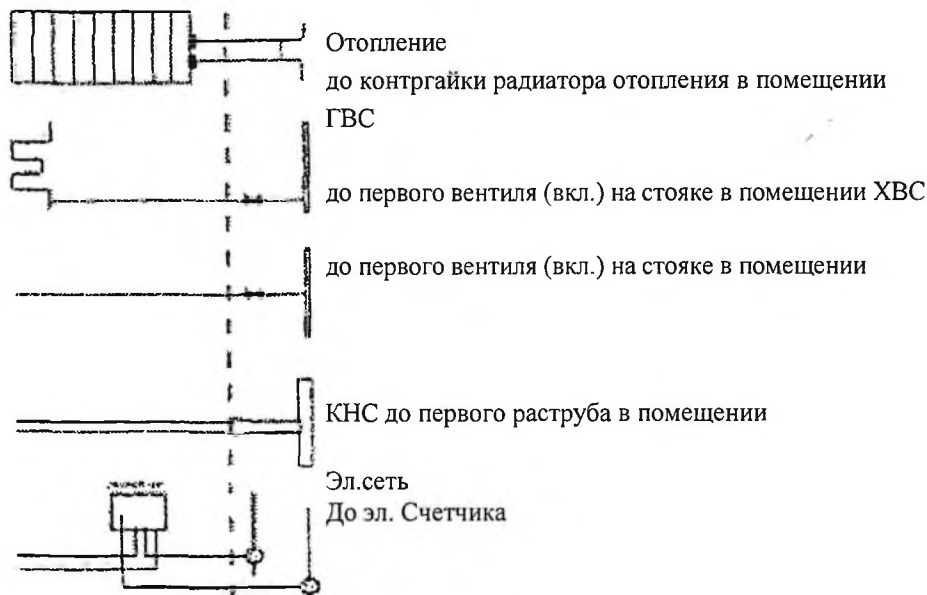 Отопление
до контргайки радиатора отопления в помещении
ГВС
до первого вентиля (вкл.) на стояке в помещении ХВС
до первого вентиля (вкл.) на стояке в помещении
КНС до первого раструба в помещении
Эл.сеть
До эл. Счетчика